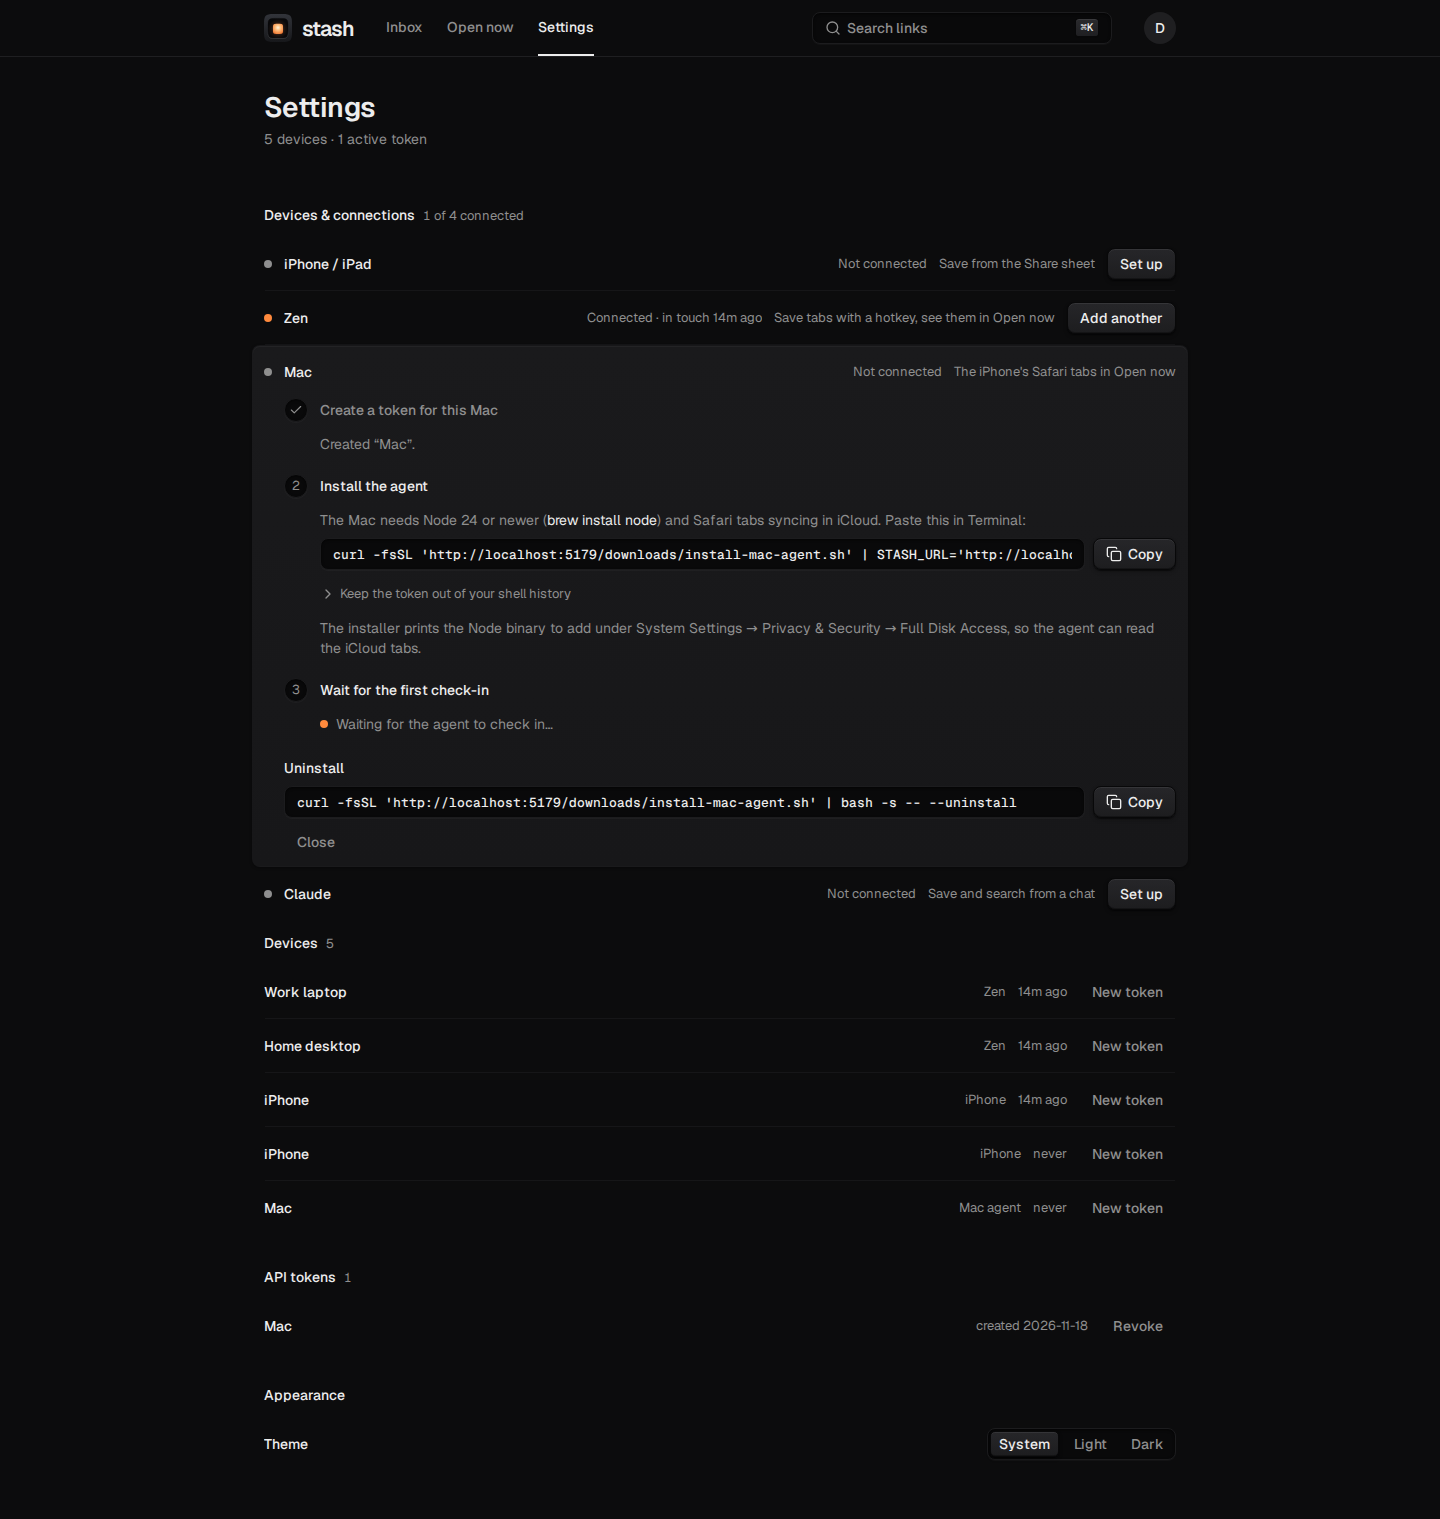 stash Inbox Open now Settings Search links ⌘K D
Settings
5 devices · 1 active token
Devices & connections 1 of 4 connected
iPhone / iPad Not connected Save from the Share sheet Set up
Zen Connected · in touch 14m ago Save tabs with a hotkey, see them in Open now Add another
Mac Not connected The iPhone's Safari tabs in Open now
Create a token for this Mac
Created “Mac”.
2 Install the agent
The Mac needs Node 24 or newer (brew install node) and Safari tabs syncing in iCloud. Paste this in Terminal:
curl -fsSL 'http://localhost:5179/downloads/install-mac-agent.sh' | STASH_URL='http://localho Copy
Keep the token out of your shell history
The installer prints the Node binary to add under System Settings → Privacy & Security → Full Disk Access, so the agent can read
the iCloud tabs.
3 Wait for the first check-in
Waiting for the agent to check in…
Uninstall
curl -fsSL 'http://localhost:5179/downloads/install-mac-agent.sh' | bash -s -- --uninstall Copy
Close
Claude Not connected Save and search from a chat Set up
Devices 5
Work laptop Zen 14m ago New token
Home desktop Zen 14m ago New token
iPhone iPhone 14m ago New token
iPhone iPhone never New token
Mac Mac agent never New token
API tokens 1
Mac created 2026-11-18 Revoke
Appearance
Theme System Light Dark